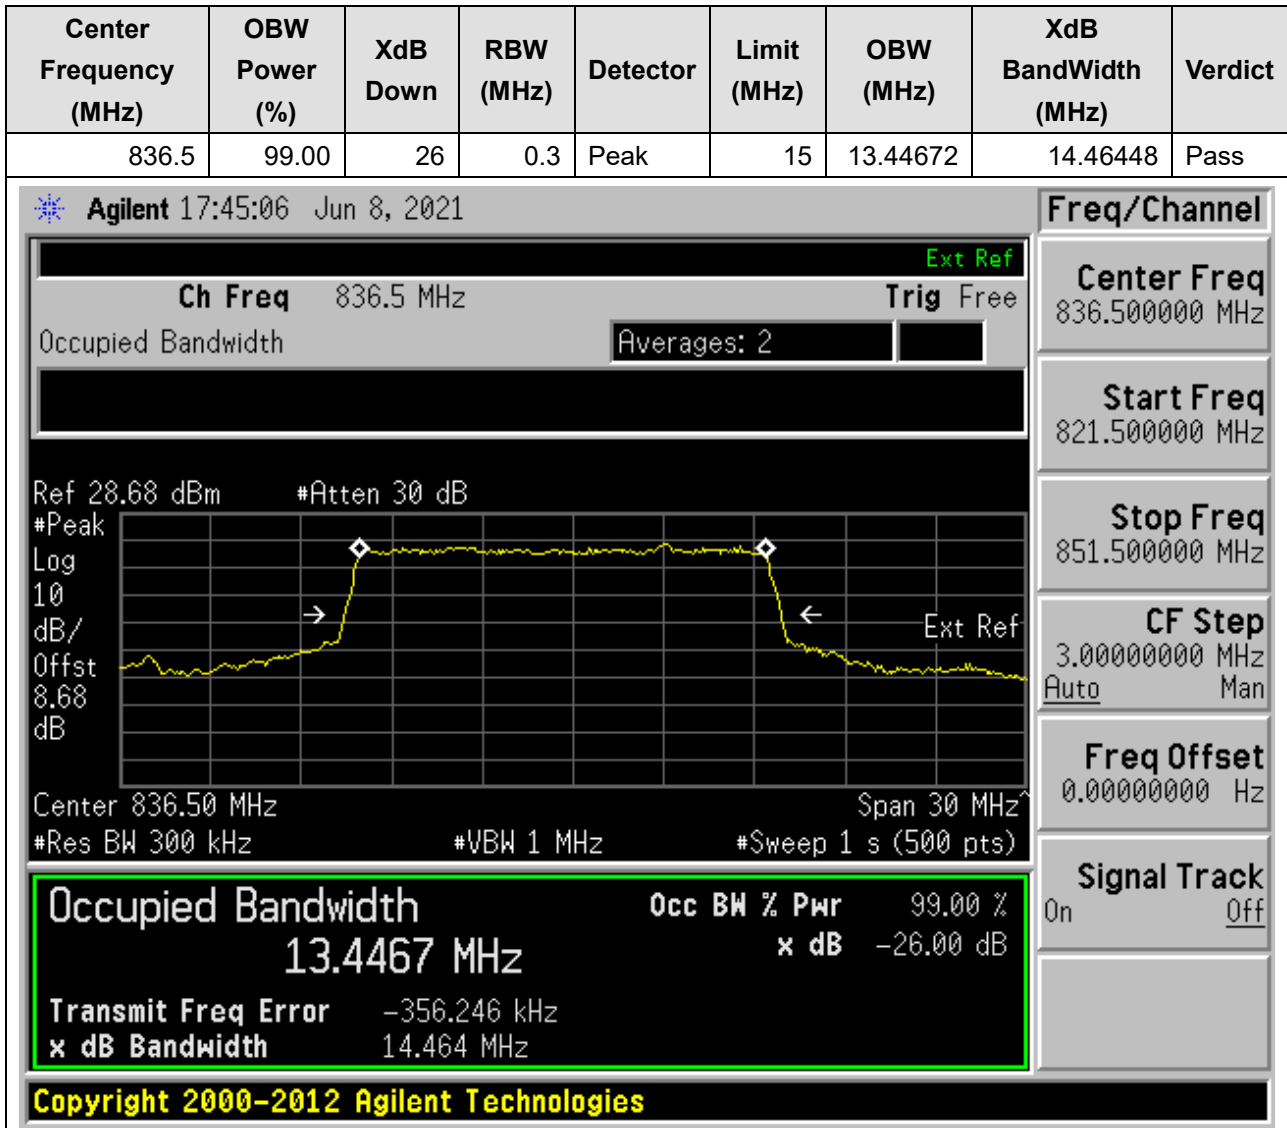 Center Frequency (MHz) OBW Power (%) XdB Down RBW (MHz) Detector Limit (MHz) OBW (MHz) XdB BandWidth (MHz) Verdict
836.5 99.00 26 0.3 Peak 15 13.44672 14.46448 Pass
Agilent 17:45:06 Jun 8, 2021
Freq/Channel
Ext Ref
Ch Freq 836.5 MHz Trig Free
Occupied Bandwidth Averages: 2
Center Freq
836.500000 MHz
Start Freq
821.500000 MHz
Stop Freq
851.500000 MHz
CF Step
3.00000000 MHz
Auto Man
Freq Offset
0.00000000 Hz
Signal Track
On Off
Ref 28.68 dBm #Atten 30 dB
#Peak
Log
10
dB/
Offst
8.68
dB
Ext Ref
Center 836.50 MHz Span 30 MHz^
#Res BW 300 kHz #VBW 1 MHz #Sweep 1 s (500 pts)
Occupied Bandwidth
13.4467 MHz
Occ BW % Pwr 99.00 %
x dB -26.00 dB
Transmit Freq Error -356.246 kHz
x dB Bandwidth 14.464 MHz
Copyright 2000-2012 Agilent Technologies